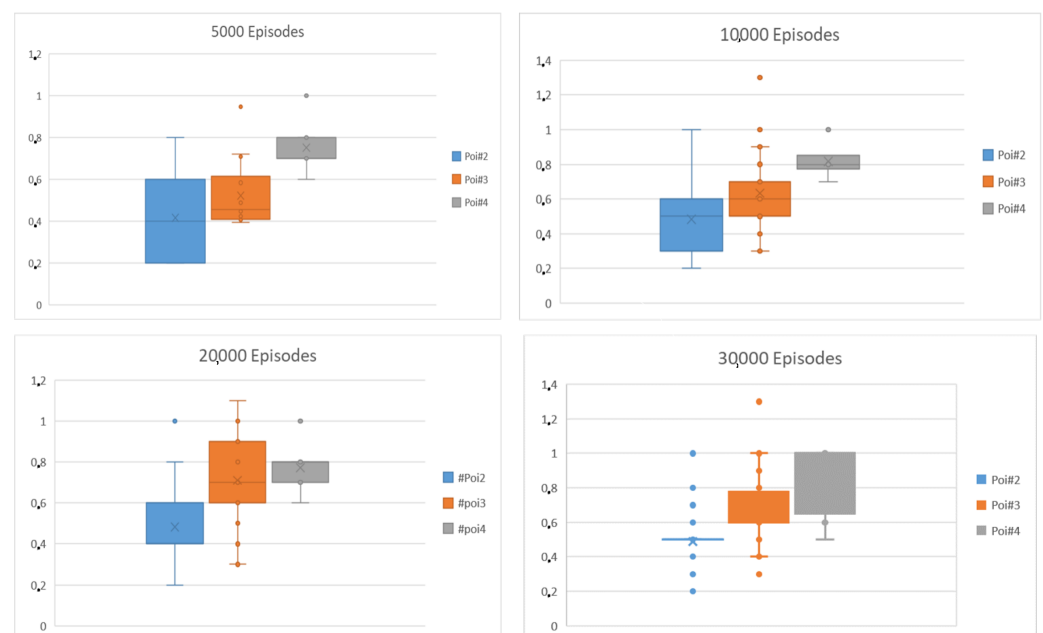 5000 Episodes
1,2
1
0,8
0,6
0,4
0,2
0
Poi#2
Poi#3
Poi#4
10,000 Episodes
1,4
1,2
1
0,8
0,6
0,4
0,2
0
Poi#2
Poi#3
Poi#4
20,000 Episodes
1,2
1
0,8
0,6
0,4
0,2
0
#Poi2
#poi3
#poi4
30,000 Episodes
1,4
1,2
1
0,8
0,6
0,4
0,2
0
Poi#2
Poi#3
Poi#4